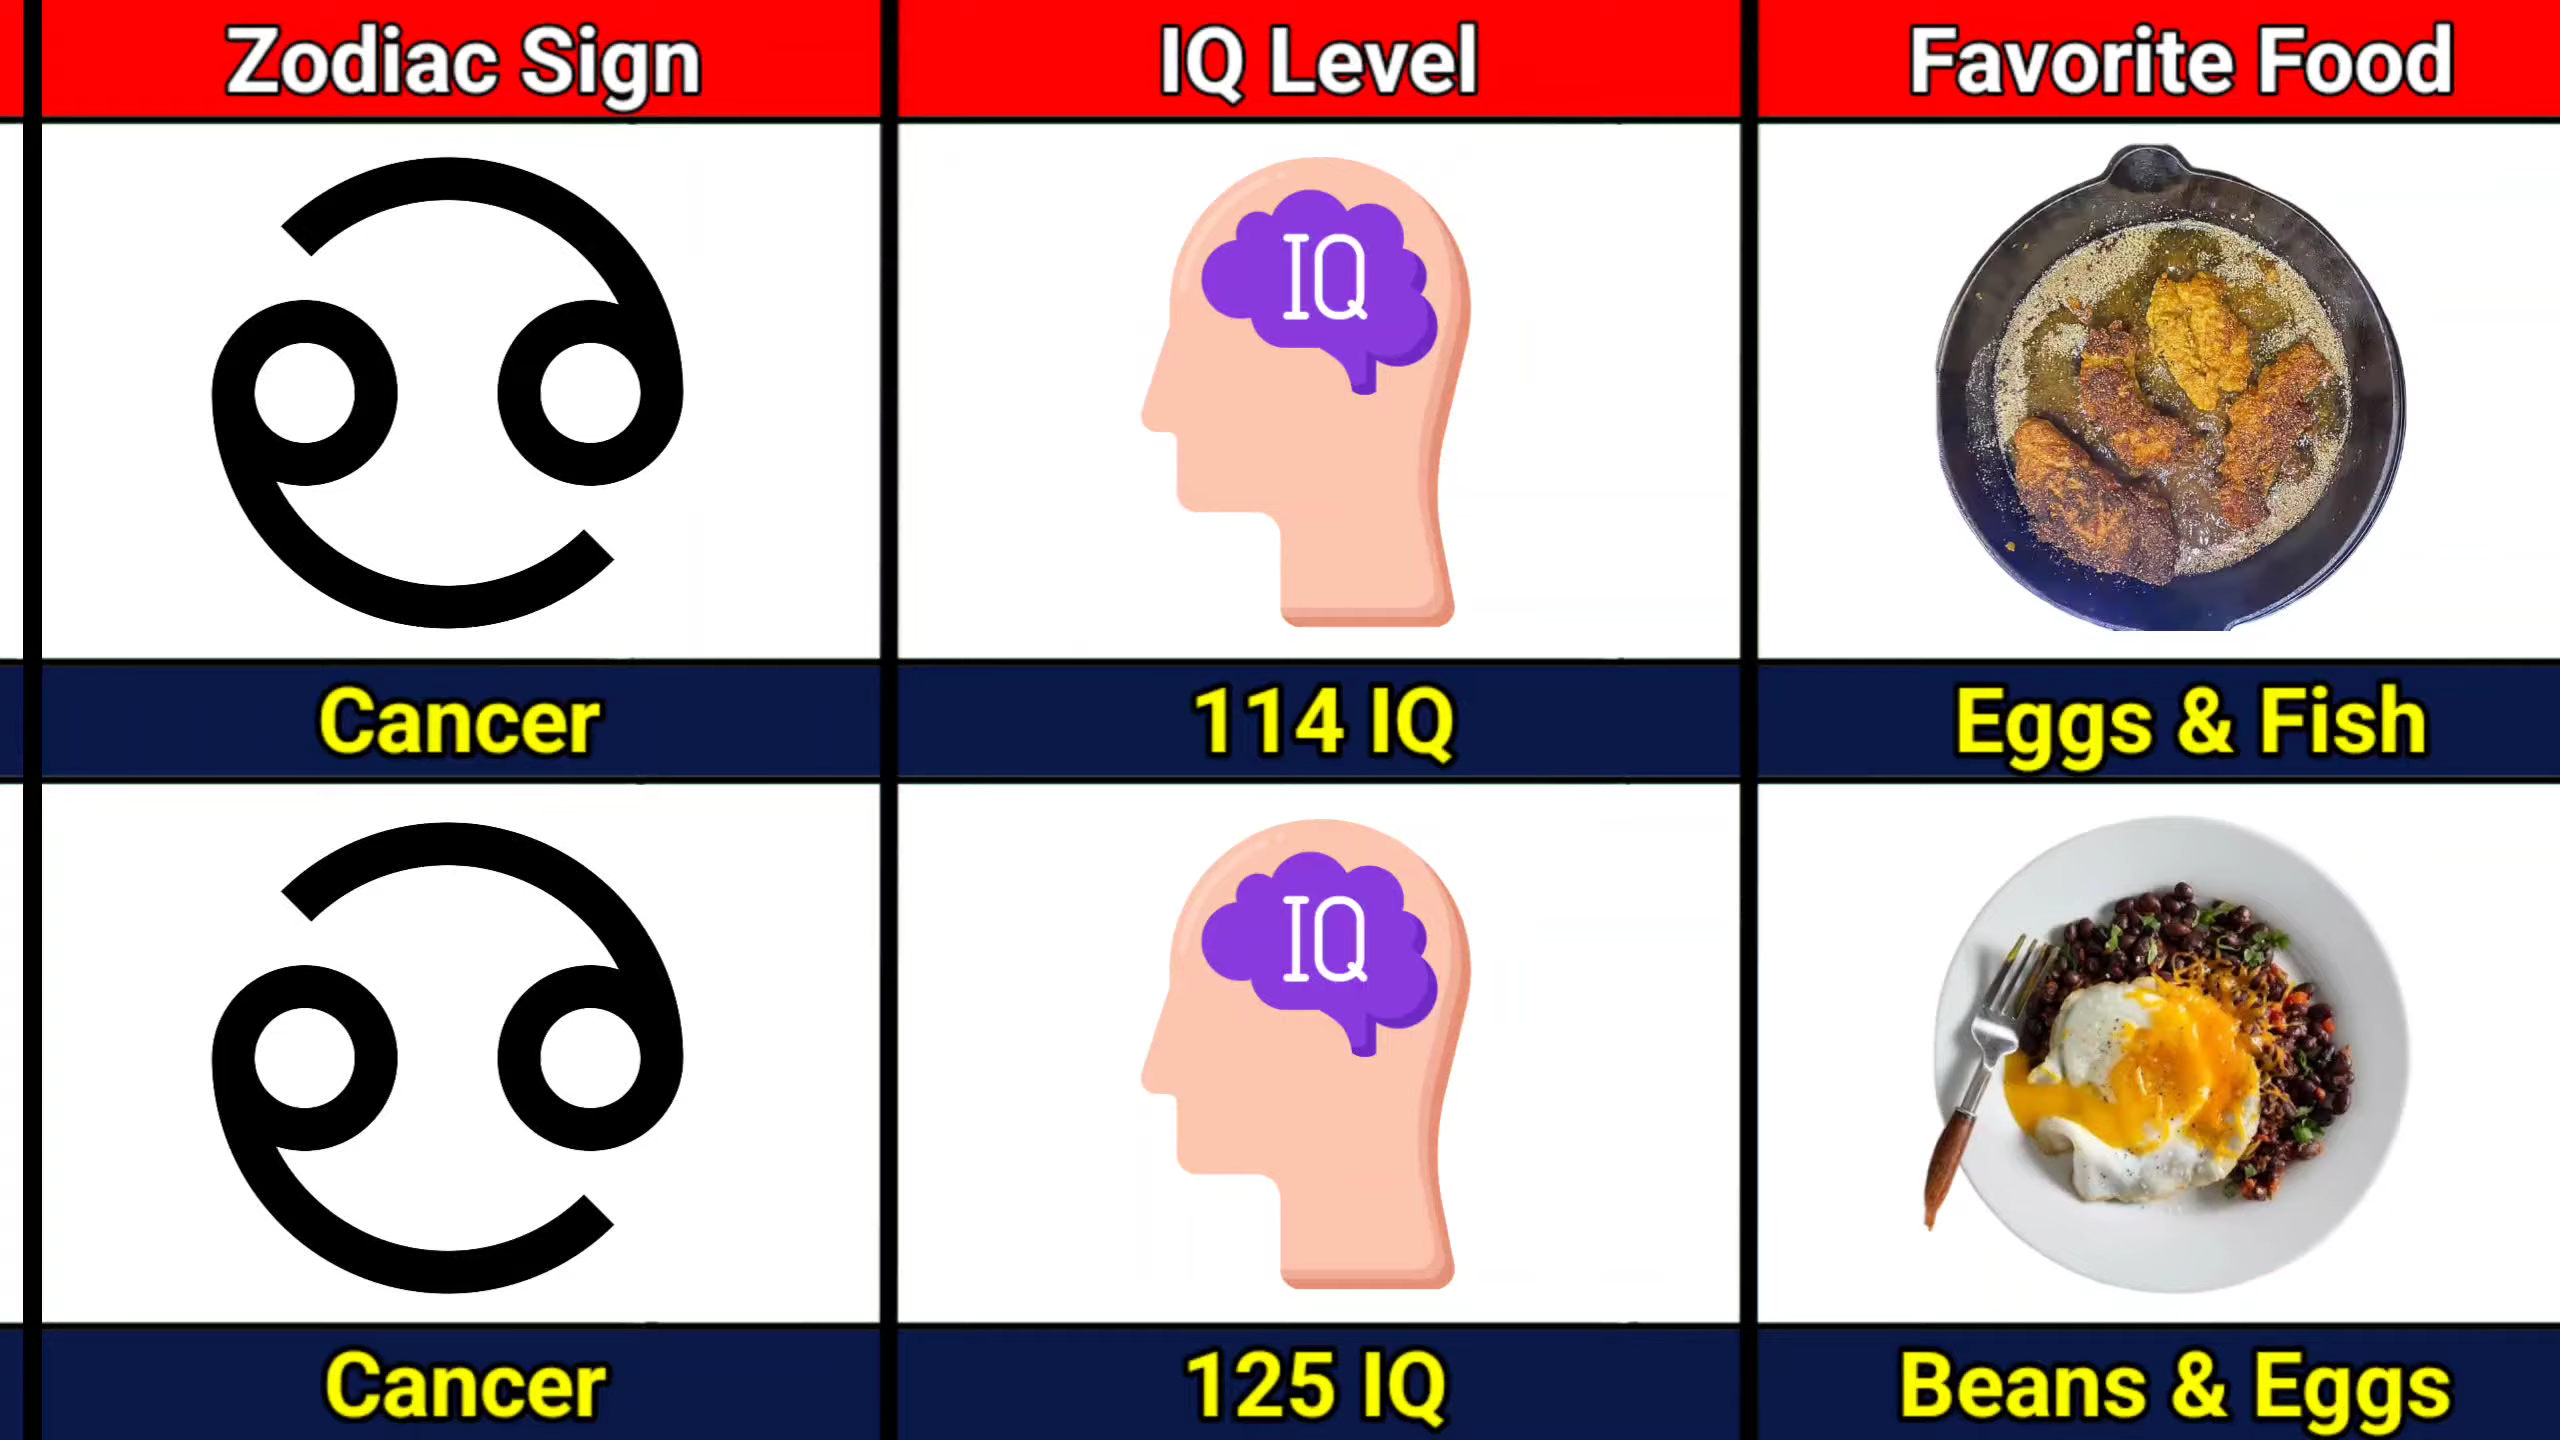 Zodiac Sign
IQ Level
Favorite Food
IQ
Cancer
114 IQ
Eggs & Fish
IQ
Cancer
125 IQ
Beans & Eggs